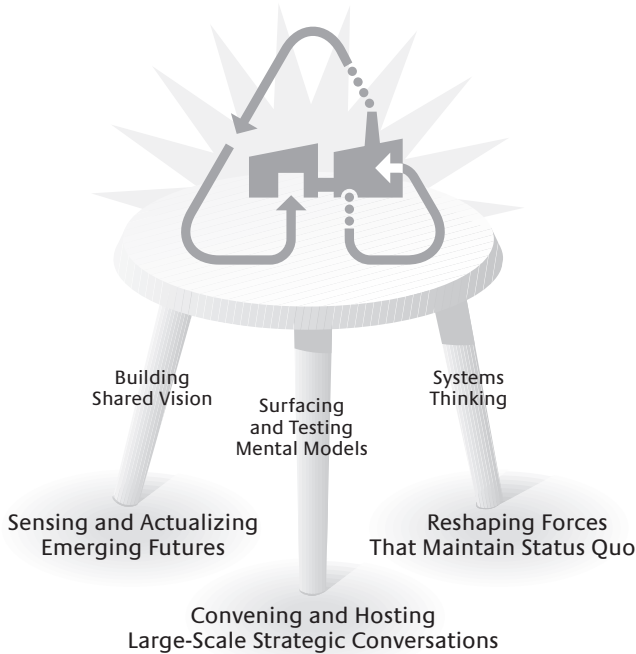 Building
Shared Vision
Surfacing
and Testing
Mental Models
Systems
Thinking
Sensing and Actualizing
Emerging Futures
Reshaping Forces
That Maintain Status Quo
Convening and Hosting
Large-Scale Strategic Conversations